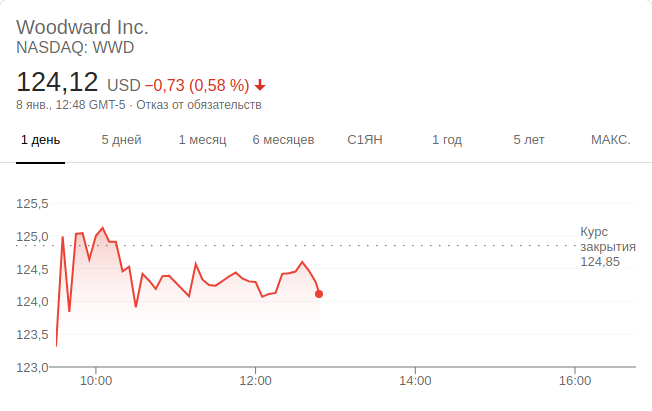 Woodward Inc.
NASDAQ: WWD
124,12 USD −0,73 (0,58 %)
8 янв., 12:48 GMT-5 · Отказ от обязательств
1 день 5 дней 1 месяц 6 месяцев С1ЯН 1 год 5 лет МАКС.
125,5
125,0
124,5
124,0
123,5
123,0
Курс
закрытия
124,85
10:00 12:00 14:00 16:00